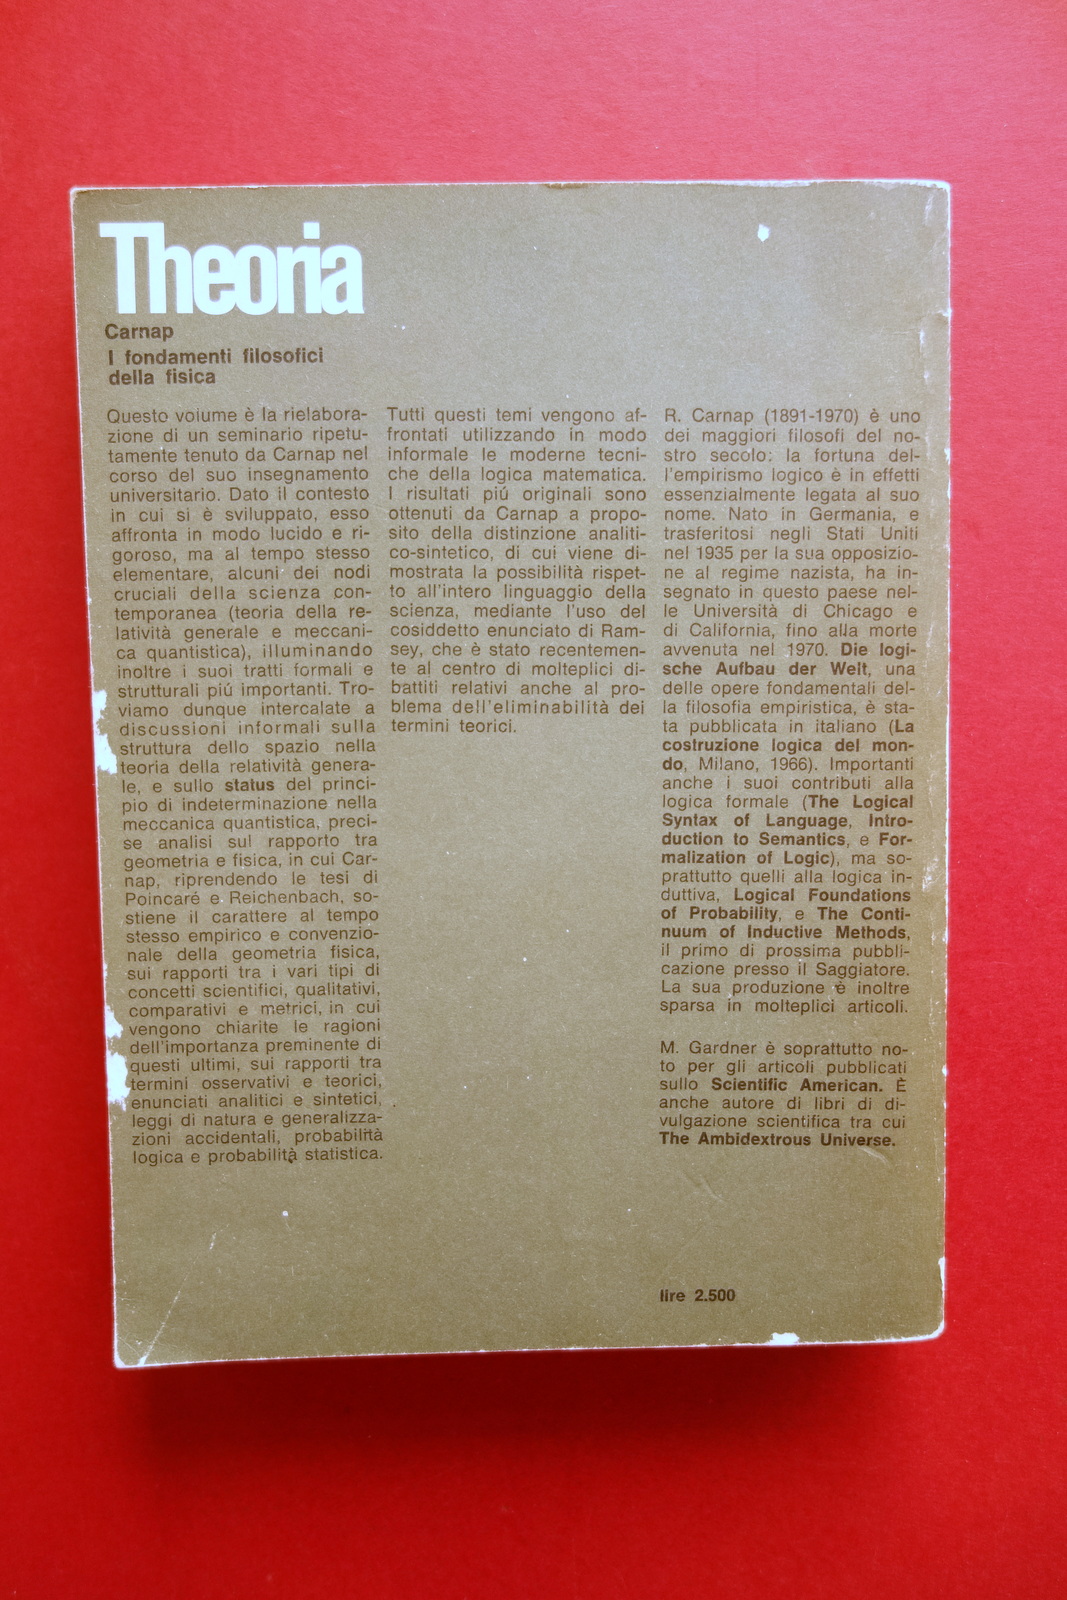 Theoria
Carnap
I fondamenti filosofici
della fisica
Questo volume è la rielabora-
zione di un seminario ripetu-
tamente tenuto da Carnap nel
corso del suo insegnamento
universitario. Dato il contesto
in cui si è sviluppato, esso
affronta in modo lucido e ri-
goroso, ma al tempo stesso
elementare, alcuni dei nodi
cruciali della scienza con-
temporanea (teoria della re-
latività generale e meccani-
ca quantistica), illuminando
inoltre i suoi tratti formali e
strutturali piú importanti. Tro-
viamo dunque intercalate a
discussioni informali sulla
struttura dello spazio nella
teoria della relatività genera-
le, e sullo status del princi-
pio di indeterminazione nella
meccanica quantistica, preci-
se analisi sul rapporto tra
geometria e fisica, in cui Car-
nap, riprendendo le tesi di
Poincaré e Reichenbach, so-
stiene il carattere al tempo
stesso empirico e convenzio-
nale della geometria fisica,
sui rapporti tra i vari tipi di
concetti scientifici, qualitativi,
comparativi e metrici, in cui
vengono chiarite le ragioni
dell'importanza preminente di
questi ultimi, sui rapporti tra
termini osservativi e teorici,
enunciati analitici e sintetici,
leggi di natura e generalizza-
zioni accidentali, probabilità
logica e probabilità statistica.
Tutti questi temi vengono af-
frontati utilizzando in modo
informale le moderne tecni-
che della logica matematica.
I risultati piú originali sono
ottenuti da Carnap a propo-
sito della distinzione analiti-
co-sintetico, di cui viene di-
mostrata la possibilità rispet-
to all'intero linguaggio della
scienza, mediante l'uso del
cosiddetto enunciato di Ram-
sey, che è stato recentemen-
te al centro di molteplici di-
battiti relativi anche al pro-
blema dell'eliminabilità dei
termini teorici.
R. Carnap (1891-1970) è uno
dei maggiori filosofi del no-
stro secolo: la fortuna del-
l'empirismo logico è in effetti
essenzialmente legata al suo
nome. Nato in Germania, e
trasferitosi negli Stati Uniti
nel 1935 per la sua opposizio-
ne al regime nazista, ha in-
segnato in questo paese nel-
le Università di Chicago e
di California, fino alla morte
avvenuta nel 1970. Die logi-
sche Aufbau der Welt, una
delle opere fondamentali del-
la filosofia empiristica, è sta-
ta pubblicata in italiano (La
costruzione logica del mon-
do, Milano, 1966). Importanti
anche i suoi contributi alla
logica formale (The Logical
Syntax of Language, Intro-
duction to Semantics, e For-
malization of Logic), ma so-
prattutto quelli alla logica in-
duttiva, Logical Foundations
of Probability, e The Conti-
nuum of Inductive Methods,
il primo di prossima pubbli-
cazione presso il Saggiatore.
La sua produzione è inoltre
sparsa in molteplici articoli.
M. Gardner è soprattutto no-
to per gli articoli pubblicati
sullo Scientific American. È
anche autore di libri di di-
vulgazione scientifica tra cui
The Ambidextrous Universe.
lire 2.500